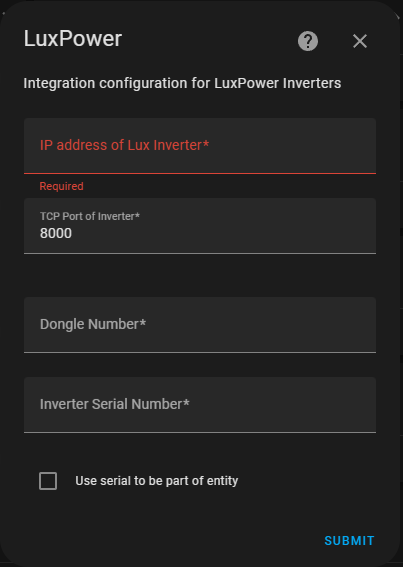 LuxPower
Integration configuration for LuxPower Inverters
IP address of Lux Inverter*
Required
TCP Port of Inverter*
8000
Dongle Number*
Inverter Serial Number*
Use serial to be part of entity
SUBMIT